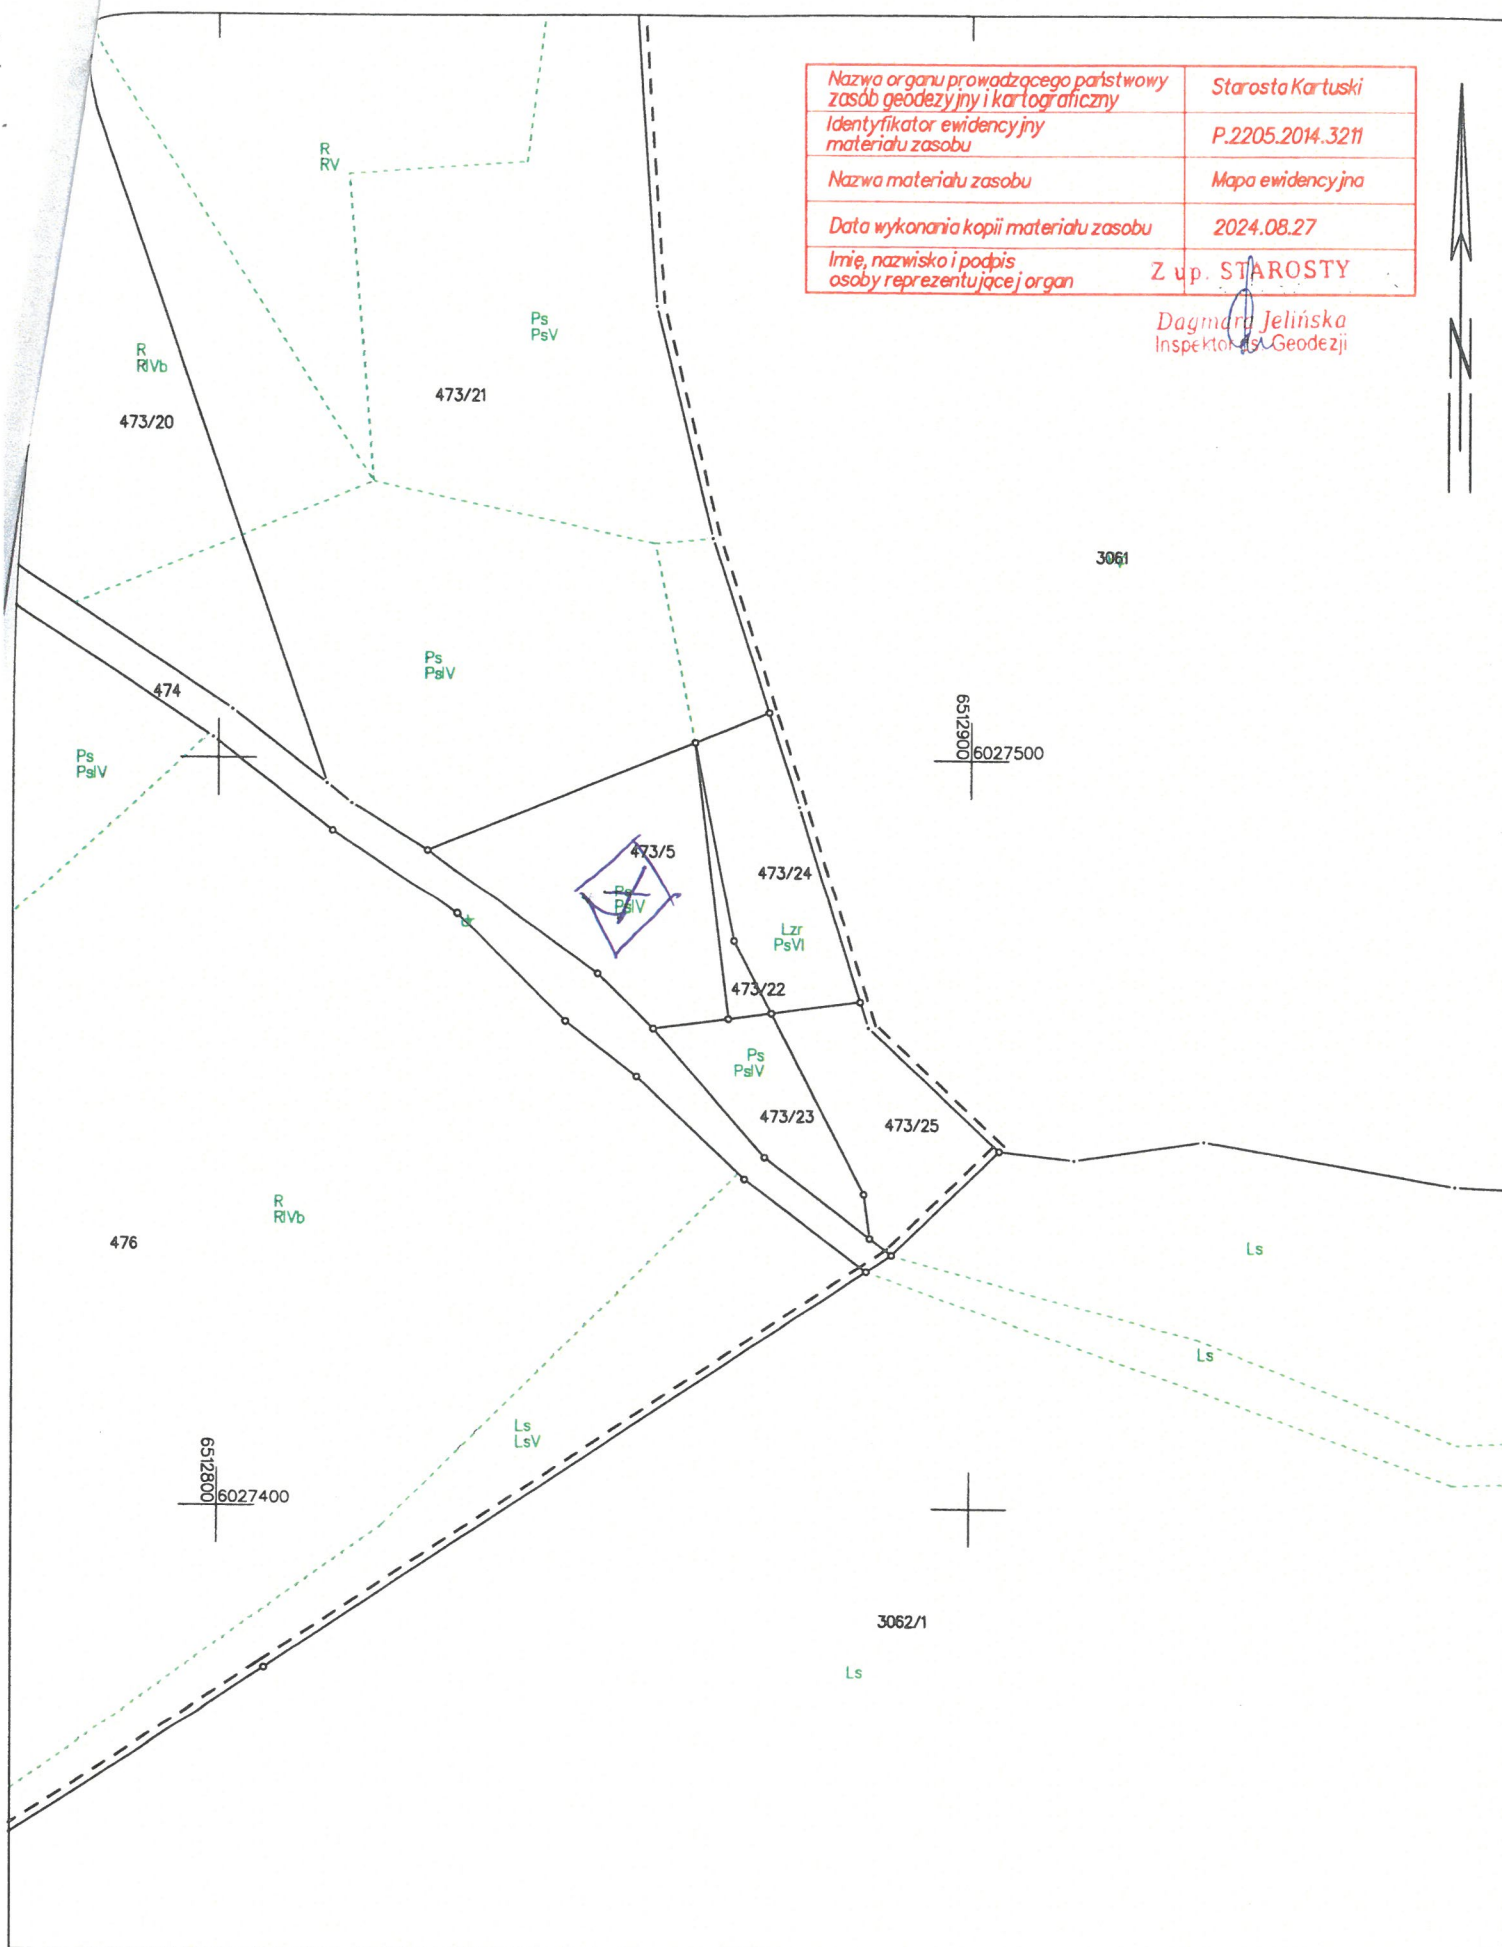 Nazwa organu prowadzącego państwowy
zasób geodezyjny i kartograficzny
Starosta Kartuski
Identyfikator ewidencyjny
materiału zasobu
P.2205.2014.3211
Nazwa materiału zasobu
Mapa ewidencyjna
Data wykonania kopii materiału zasobu
2024.08.27
Imię, nazwisko i podpis
osoby reprezentującej organ
Z up. STAROSTY
Dagmara Jelińska
Inspektor ds. Geodezji
R
RV
Ps
PsV
R
RIVb
473/21
473/20
3061
Ps
PsIV
474
6512900
6027500
Ps
PsIV
473/5
473/24
Ps
PsIV
dr
Lzr
PsVI
473/22
Ps
PsIV
473/23
473/25
R
RIVb
476
Ls
Ls
Ls
LsV
6512800
6027400
3062/1
Ls